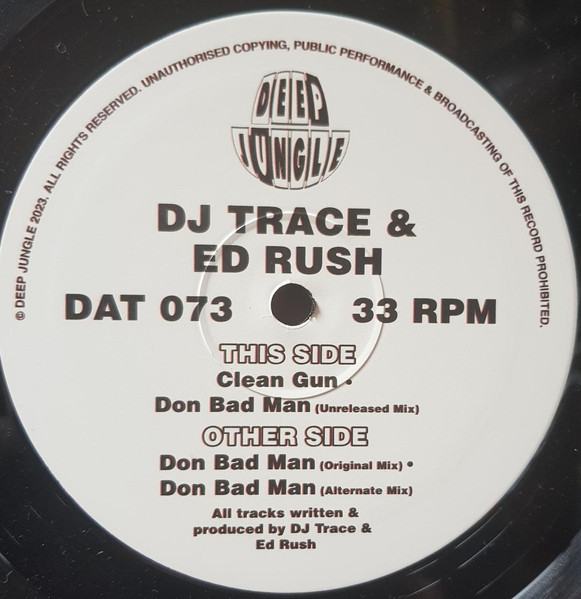 © DEEP JUNGLE 2023. ALL RIGHTS RESERVED. UNAUTHORISED COPYING, PUBLIC PERFORMANCE & BROADCASTING OF THIS RECORD PROHIBITED.
DEEP
JUNGLE
DJ TRACE &
ED RUSH
DAT 073 33 RPM
THIS SIDE
Clean Gun •
Don Bad Man (Unreleased Mix)
OTHER SIDE
Don Bad Man (Original Mix) •
Don Bad Man (Alternate Mix)
All tracks written &
produced by DJ Trace &
Ed Rush